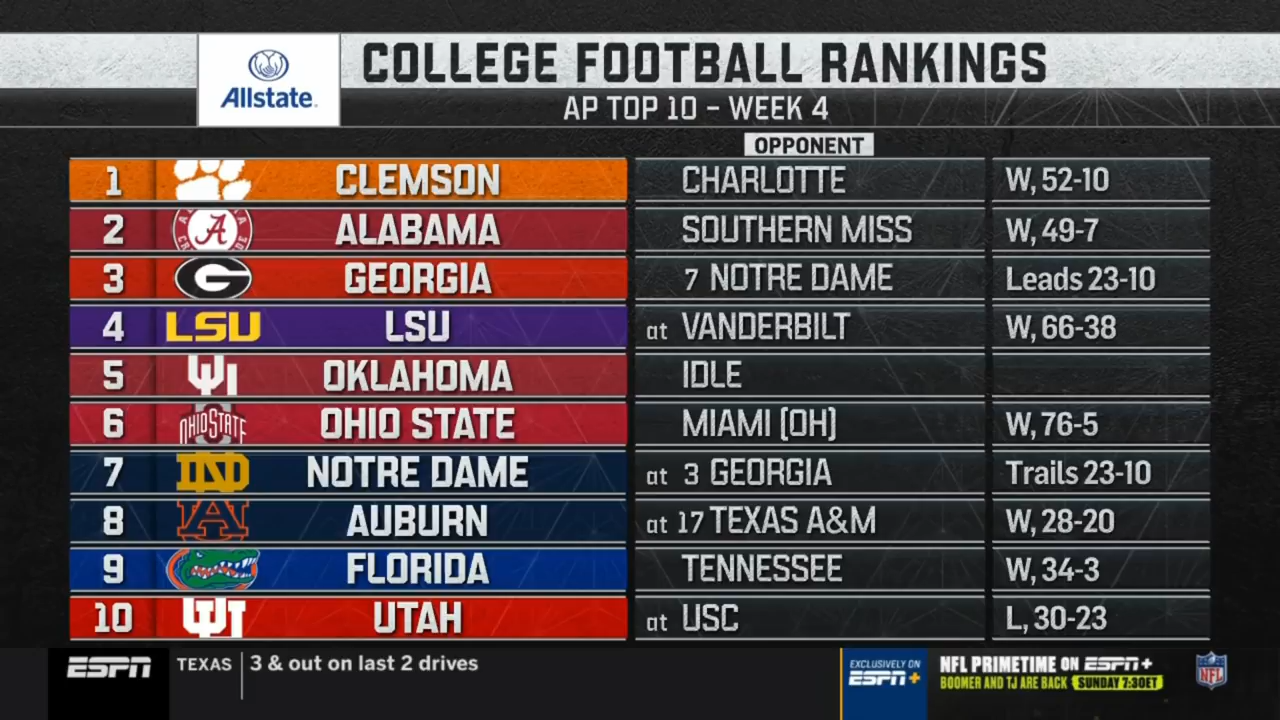 Allstate.
COLLEGE FOOTBALL RANKINGS
AP TOP 10 – WEEK 4
OPPONENT
1 CLEMSON CHARLOTTE W, 52-10
2 A ALABAMA SOUTHERN MISS W, 49-7
3 G GEORGIA 7 NOTRE DAME Leads 23-10
4 LSU LSU at VANDERBILT W, 66-38
5 OKLAHOMA IDLE
6 OHIO STATE OHIO STATE MIAMI (OH) W, 76-5
7 ND NOTRE DAME at 3 GEORGIA Trails 23-10
8 AU AUBURN at 17 TEXAS A&M W, 28-20
9 FLORIDA TENNESSEE W, 34-3
10 UTAH at USC L, 30-23
ESPN TEXAS 3 & out on last 2 drives
EXCLUSIVELY ON
ESPN+
NFL PRIMETIME ON ESPN+
BOOMER AND TJ ARE BACK SUNDAY 7:30ET
NFL